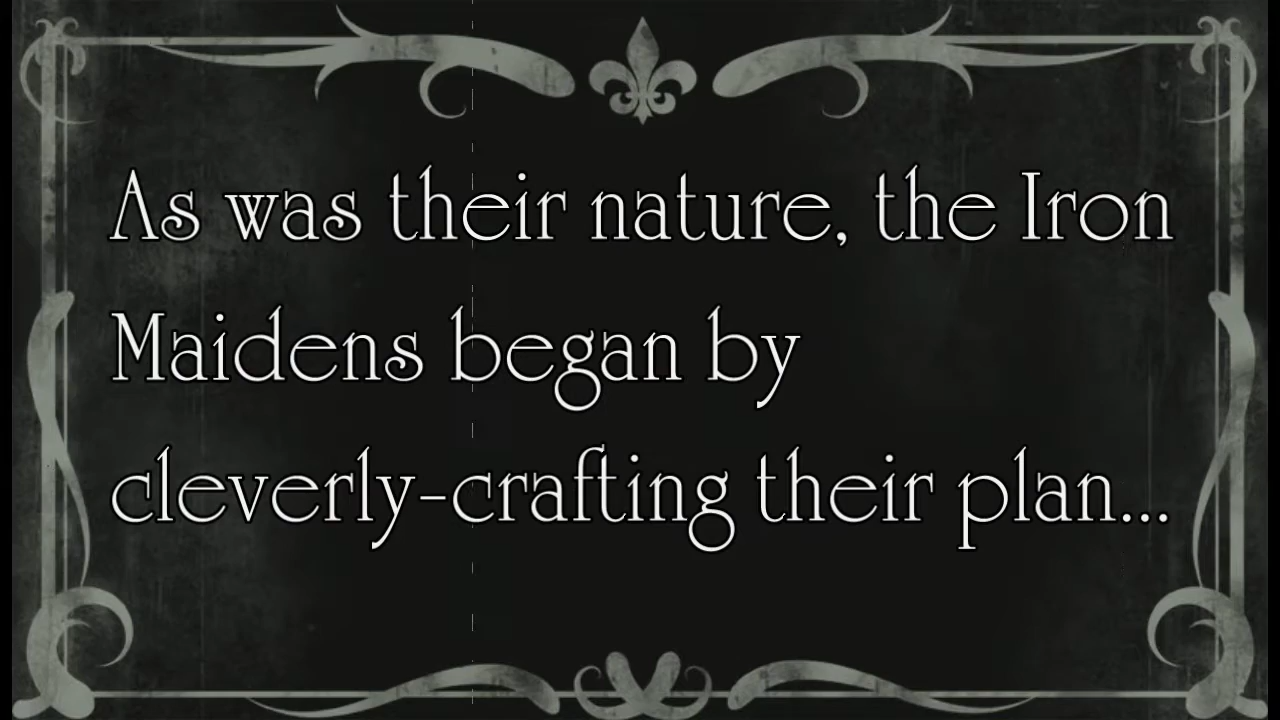 As was their nature, the Iron
Maidens began by
cleverly-crafting their plan...